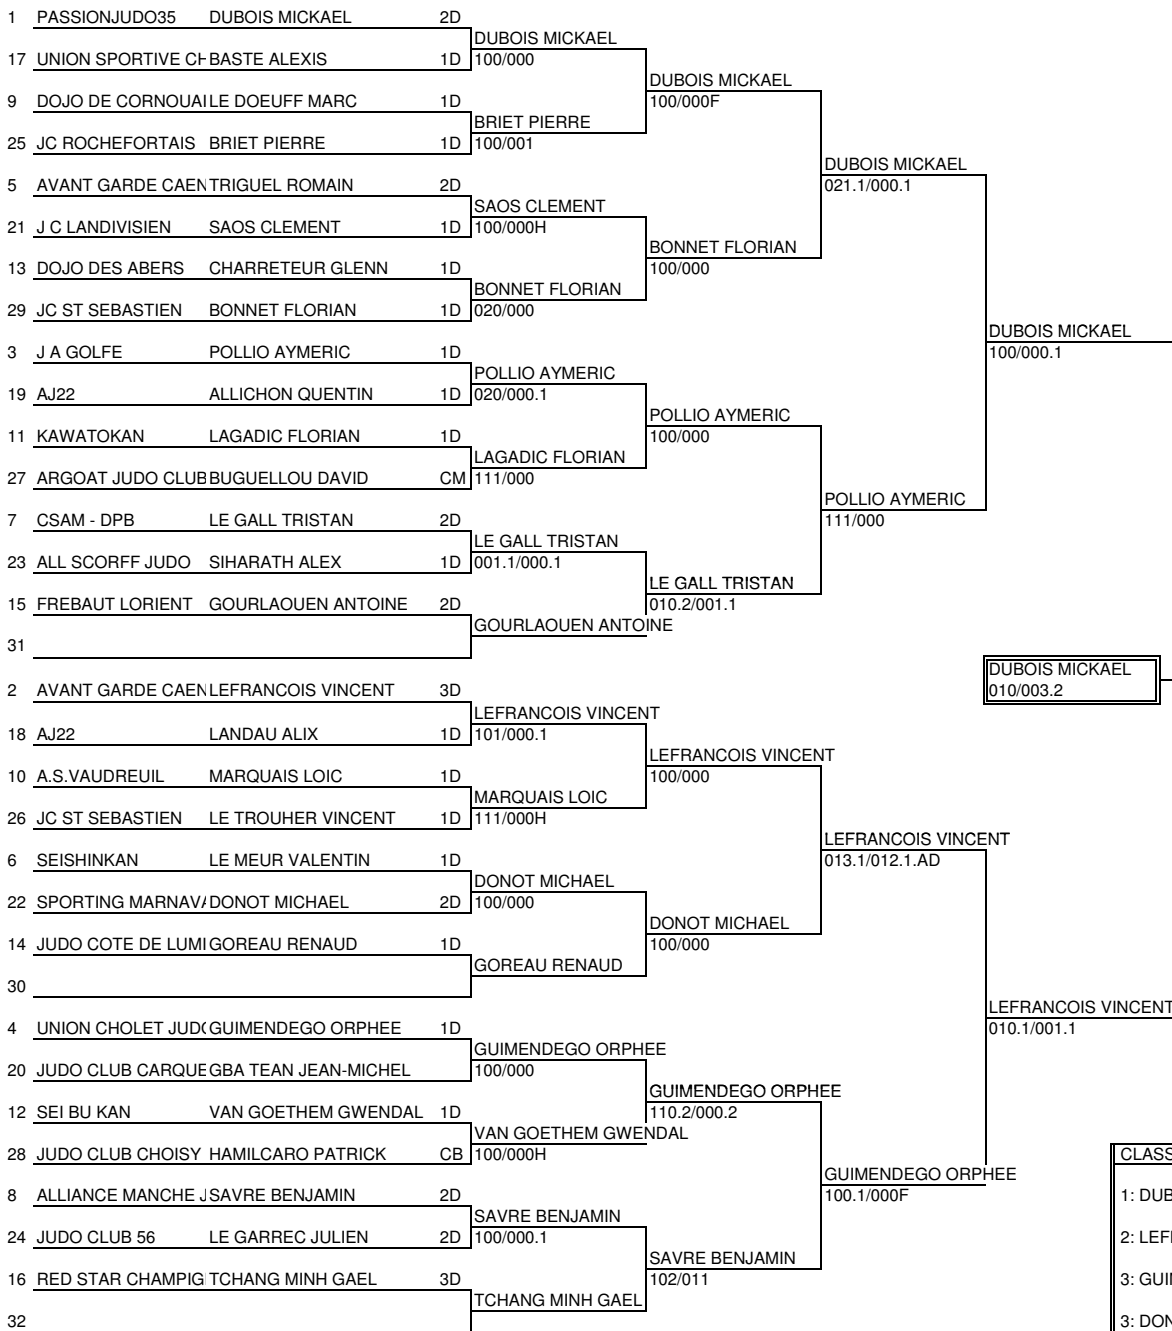 1 PASSIONJUDO35 DUBOIS MICKAEL 2D
17 UNION SPORTIVE CH BASTE ALEXIS 1D
9 DOJO DE CORNOUAI LE DOEUFF MARC 1D
25 JC ROCHEFORTAIS BRIET PIERRE 1D
5 AVANT GARDE CAEN TRIGUEL ROMAIN 2D
21 J C LANDIVISIEN SAOS CLEMENT 1D
13 DOJO DES ABERS CHARRETEUR GLENN 1D
29 JC ST SEBASTIEN BONNET FLORIAN 1D
3 J A GOLFE POLLIO AYMERIC 1D
19 AJ22 ALLICHON QUENTIN 1D
11 KAWATOKAN LAGADIC FLORIAN 1D
27 ARGOAT JUDO CLUB BUGUELLOU DAVID CM
7 CSAM - DPB LE GALL TRISTAN 2D
23 ALL SCORFF JUDO SIHARATH ALEX 1D
15 FREBAUT LORIENT GOURLAOUEN ANTOINE 2D
31
2 AVANT GARDE CAEN LEFRANCOIS VINCENT 3D
18 AJ22 LANDAU ALIX 1D
10 A.S.VAUDREUIL MARQUAIS LOIC 1D
26 JC ST SEBASTIEN LE TROUHER VINCENT 1D
6 SEISHINKAN LE MEUR VALENTIN 1D
22 SPORTING MARNAVA DONOT MICHAEL 2D
14 JUDO COTE DE LUMI GOREAU RENAUD 1D
30
4 UNION CHOLET JUDO GUIMENDEGO ORPHEE 1D
20 JUDO CLUB CARQUE GBA TEAN JEAN-MICHEL
12 SEI BU KAN VAN GOETHEM GWENDAL 1D
28 JUDO CLUB CHOISY HAMILCARO PATRICK CB
8 ALLIANCE MANCHE J SAVRE BENJAMIN 2D
24 JUDO CLUB 56 LE GARREC JULIEN 2D
16 RED STAR CHAMPIG TCHANG MINH GAEL 3D
32
DUBOIS MICKAEL
100/000
BRIET PIERRE
100/001
SAOS CLEMENT
100/000H
BONNET FLORIAN
020/000
POLLIO AYMERIC
020/000.1
LAGADIC FLORIAN
111/000
LE GALL TRISTAN
001.1/000.1
GOURLAOUEN ANTOINE
LEFRANCOIS VINCENT
101/000.1
MARQUAIS LOIC
111/000H
DONOT MICHAEL
100/000
GOREAU RENAUD
GUIMENDEGO ORPHEE
100/000
VAN GOETHEM GWENDAL
100/000H
SAVRE BENJAMIN
100/000.1
TCHANG MINH GAEL
DUBOIS MICKAEL
100/000F
BONNET FLORIAN
100/000
POLLIO AYMERIC
100/000
LE GALL TRISTAN
010.2/001.1
LEFRANCOIS VINCENT
100/000
DONOT MICHAEL
100/000
GUIMENDEGO ORPHEE
110.2/000.2
SAVRE BENJAMIN
102/011
DUBOIS MICKAEL
021.1/000.1
POLLIO AYMERIC
111/000
LEFRANCOIS VINCENT
013.1/012.1.AD
GUIMENDEGO ORPHEE
100.1/000F
DUBOIS MICKAEL
100/000.1
LEFRANCOIS VINCENT
010.1/001.1
DUBOIS MICKAEL
010/003.2
CLASS
1: DUB
2: LEF
3: GUI
3: DON